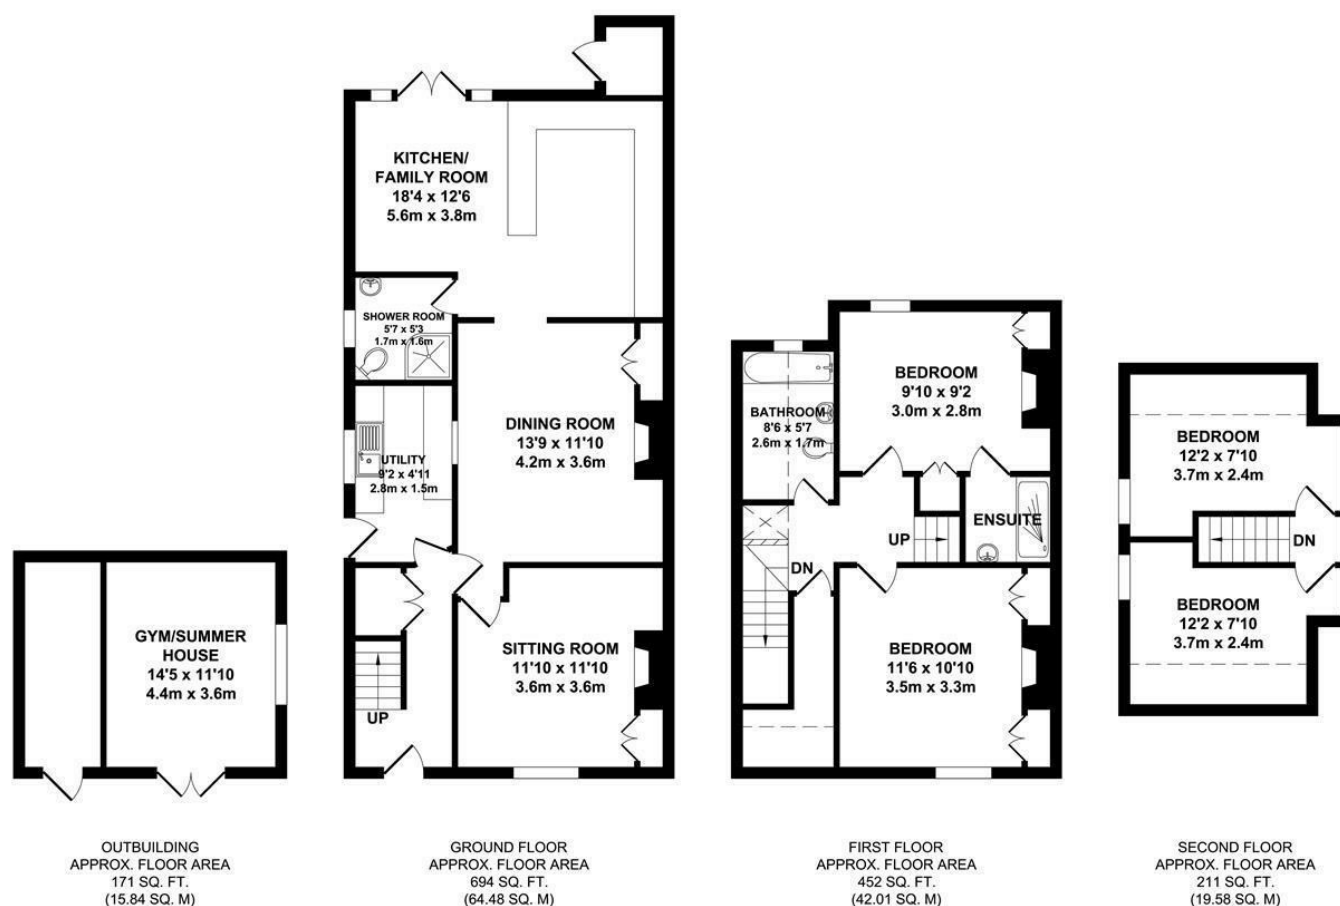 KITCHEN/
FAMILY ROOM
18'4 x 12'6
5.6m x 3.8m
SHOWER ROOM
5'7 x 5'3
1.7m x 1.6m
DINING ROOM
13'9 x 11'10
4.2m x 3.6m
UTILITY
9'2 x 4'11
2.8m x 1.5m
SITTING ROOM
11'10 x 11'10
3.6m x 3.6m
UP
GYM/SUMMER
HOUSE
14'5 x 11'10
4.4m x 3.6m
BEDROOM
9'10 x 9'2
3.0m x 2.8m
BATHROOM
8'6 x 5'7
2.6m x 1.7m
ENSUITE
UP
DN
BEDROOM
11'6 x 10'10
3.5m x 3.3m
BEDROOM
12'2 x 7'10
3.7m x 2.4m
DN
BEDROOM
12'2 x 7'10
3.7m x 2.4m
OUTBUILDING
APPROX. FLOOR AREA
171 SQ. FT.
(15.84 SQ. M)
GROUND FLOOR
APPROX. FLOOR AREA
694 SQ. FT.
(64.48 SQ. M)
FIRST FLOOR
APPROX. FLOOR AREA
452 SQ. FT.
(42.01 SQ. M)
SECOND FLOOR
APPROX. FLOOR AREA
211 SQ. FT.
(19.58 SQ. M)